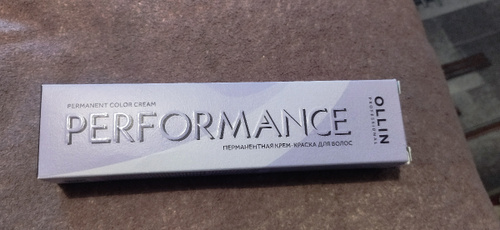 PERMANENT COLOR CREAM
PERFORMANCE
ПЕРМАНЕНТНАЯ КРЕМ-КРАСКА ДЛЯ ВОЛОС
OLLIN
PROFESSIONAL